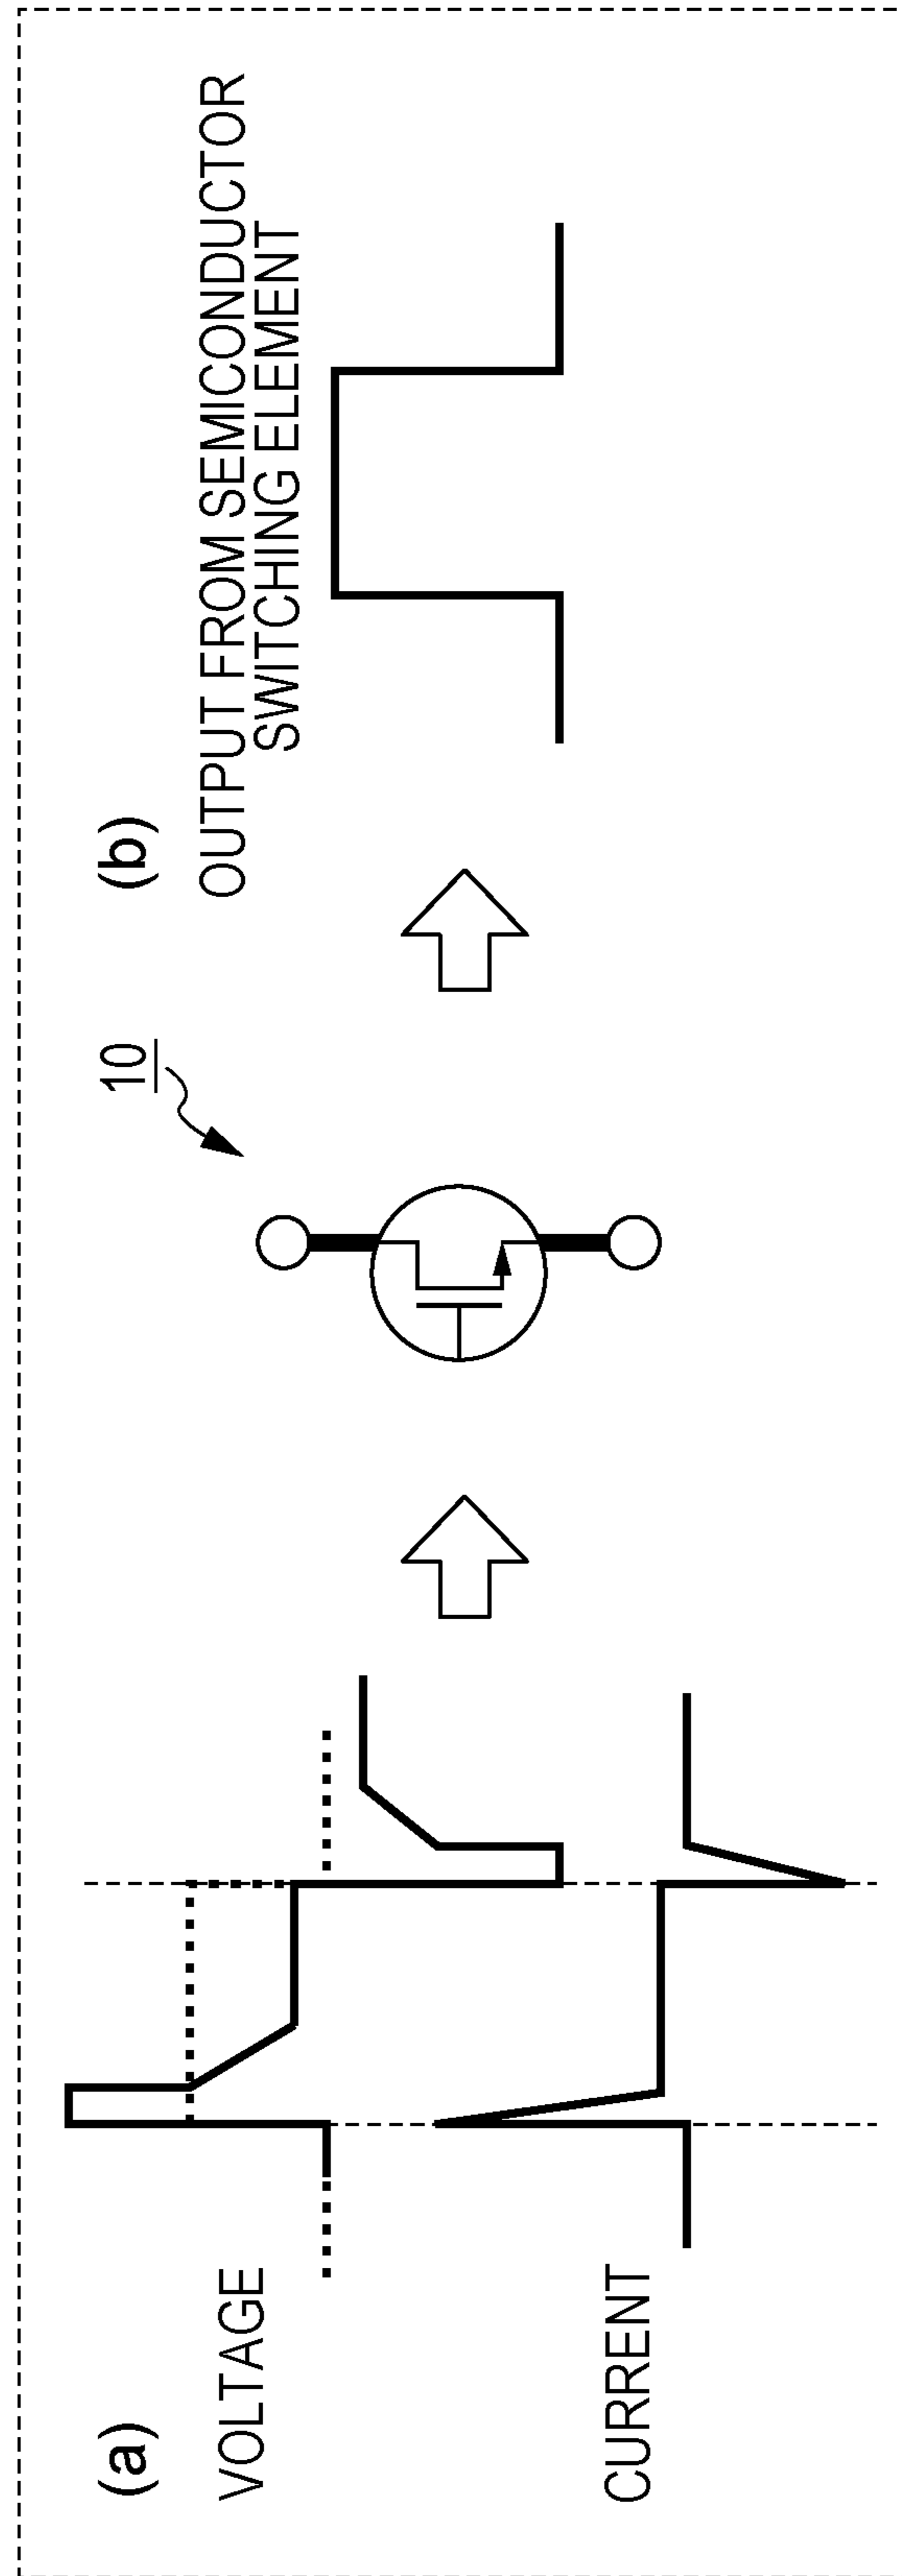 (a)
VOLTAGE
CURRENT
10
(b)
OUTPUT FROM SEMICONDUCTOR
SWITCHING ELEMENT